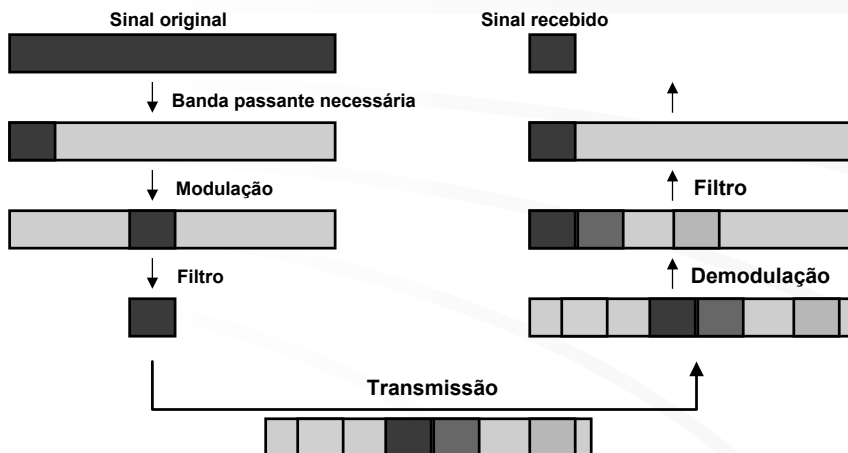 Sinal original
Banda passante necessária
Modulação
Filtro
Transmissão
Sinal recebido
Filtro
Demodulação